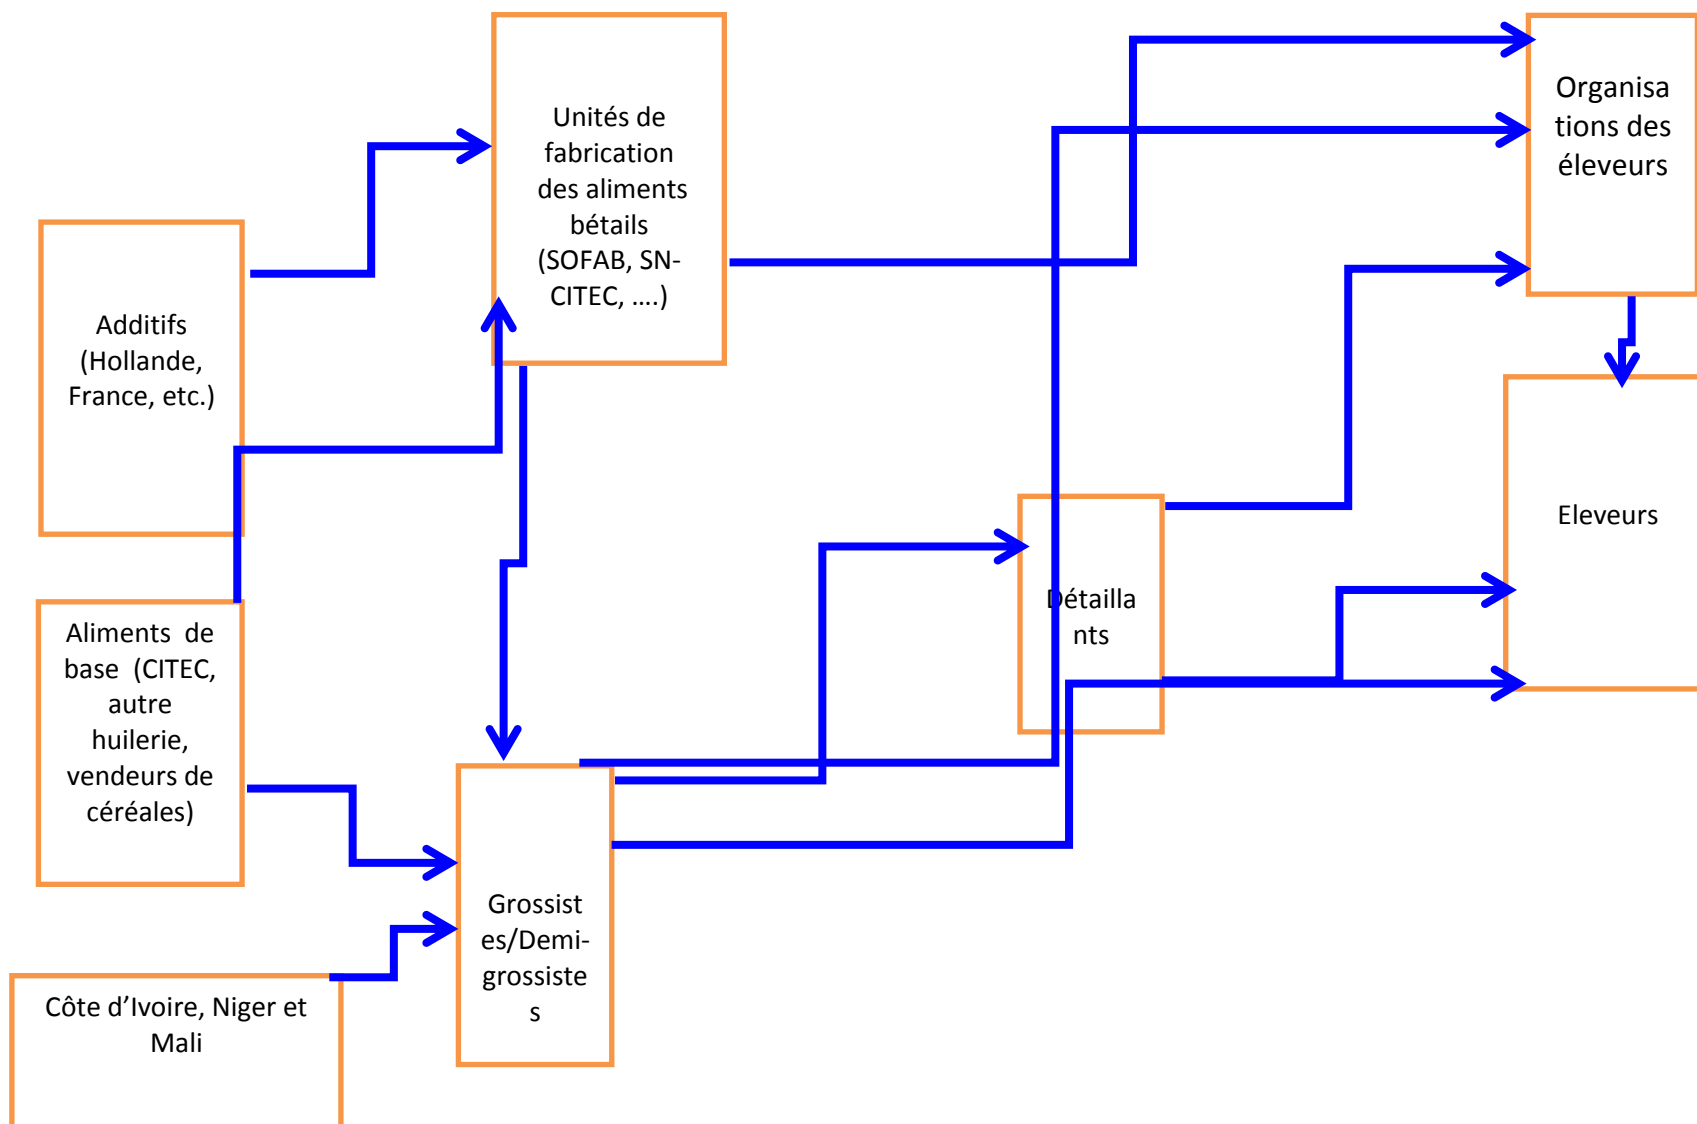 Unités de
fabrication
des aliments
bétails
(SOFAB, SN-
CITEC, ....)
Organisa
tions des
éleveurs
Additifs
(Hollande,
France, etc.)
Eleveurs
Détailla
nts
Aliments de
base (CITEC,
autre
huilerie,
vendeurs de
céréales)
Grossist
es/Demi-
grossiste
s
Côte d’Ivoire, Niger et
Mali